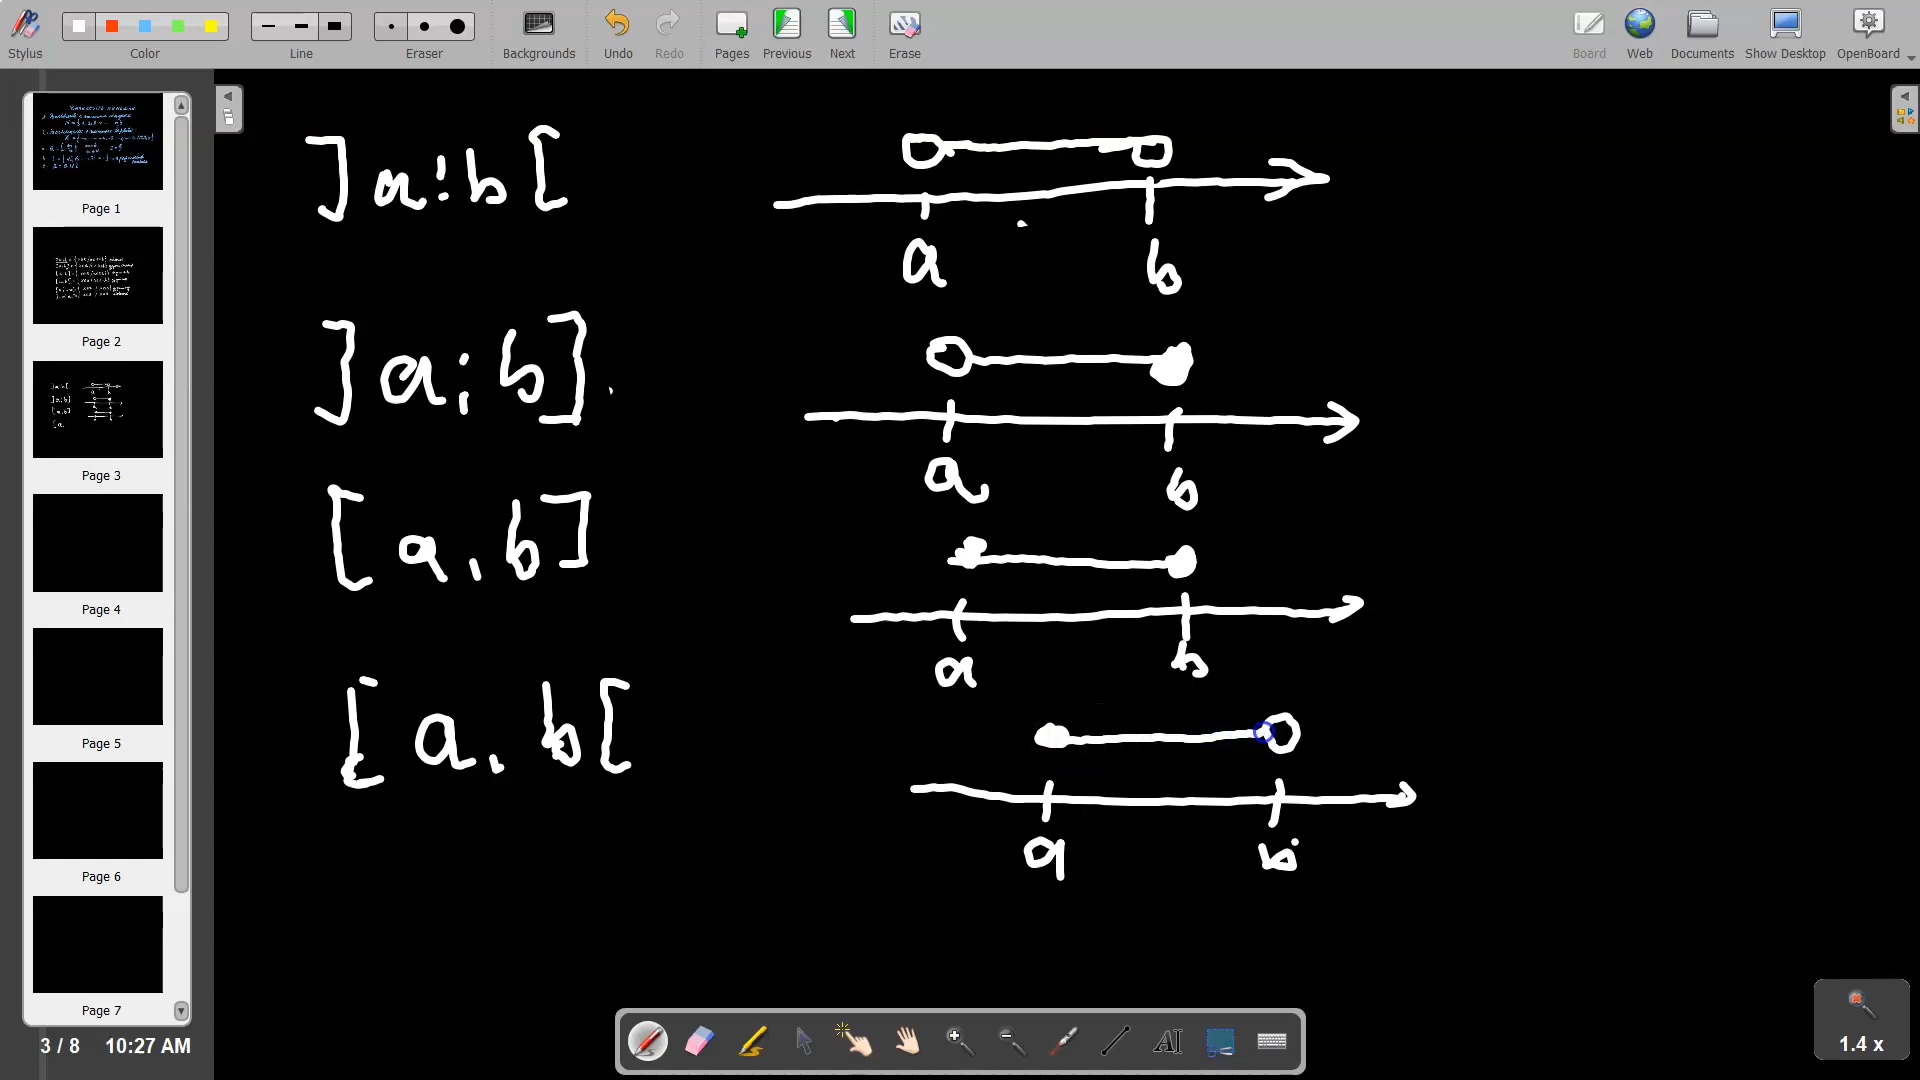 Stylus
Color
Line
Eraser
Backgrounds
Undo
Redo
Pages
Previous
Next
Erase
Board
Web
Documents
Show Desktop
OpenBoard
Page 1
Page 2
Page 3
Page 4
Page 5
Page 6
Page 7
3 / 8 10:27 AM
]a;b[
a b
]a;b]
a b
[a,b]
a b
[a,b[
a b
1.4 x